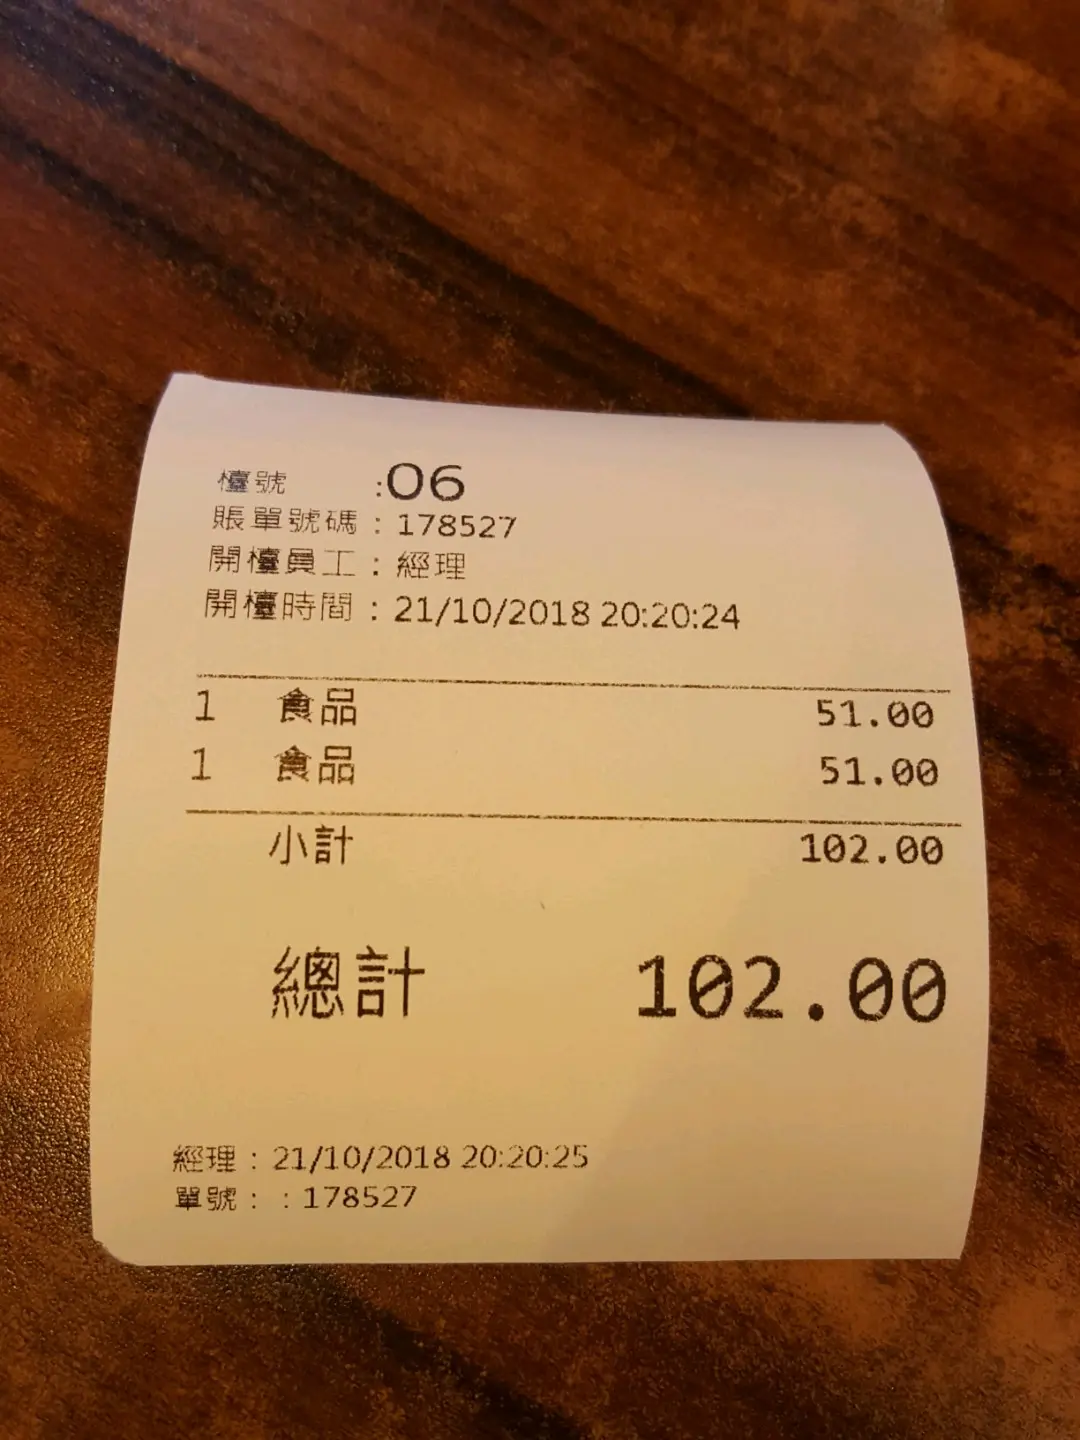 檯號 :06
賬單號碼 : 178527
開檯員工 : 經理
開檯時間 : 21/10/2018 20:20:24
1 食品 51.00
1 食品 51.00
小計 102.00
總計 102.00
經理 : 21/10/2018 20:20:25
單號 : : 178527